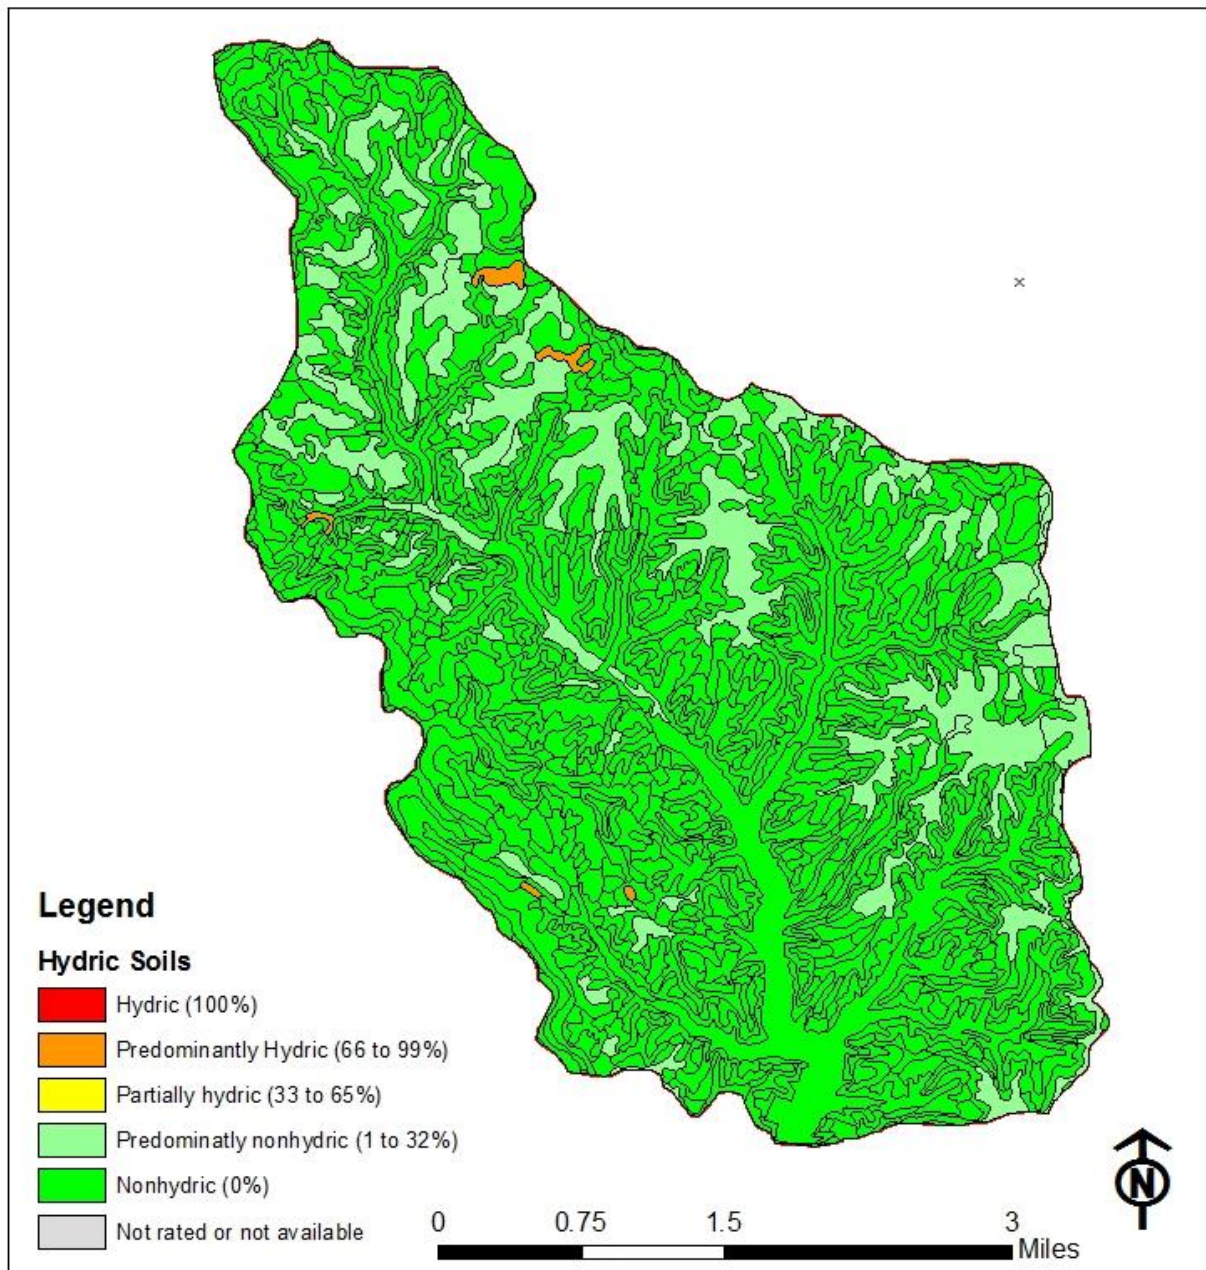 Legend
Hydric Soils
Hydric (100%)
Predominantly Hydric (66 to 99%)
Partially hydric (33 to 65%)
Predominatly nonhydric (1 to 32%)
Nonhydric (0%)
Not rated or not available
0 0.75 1.5 3
Miles
N